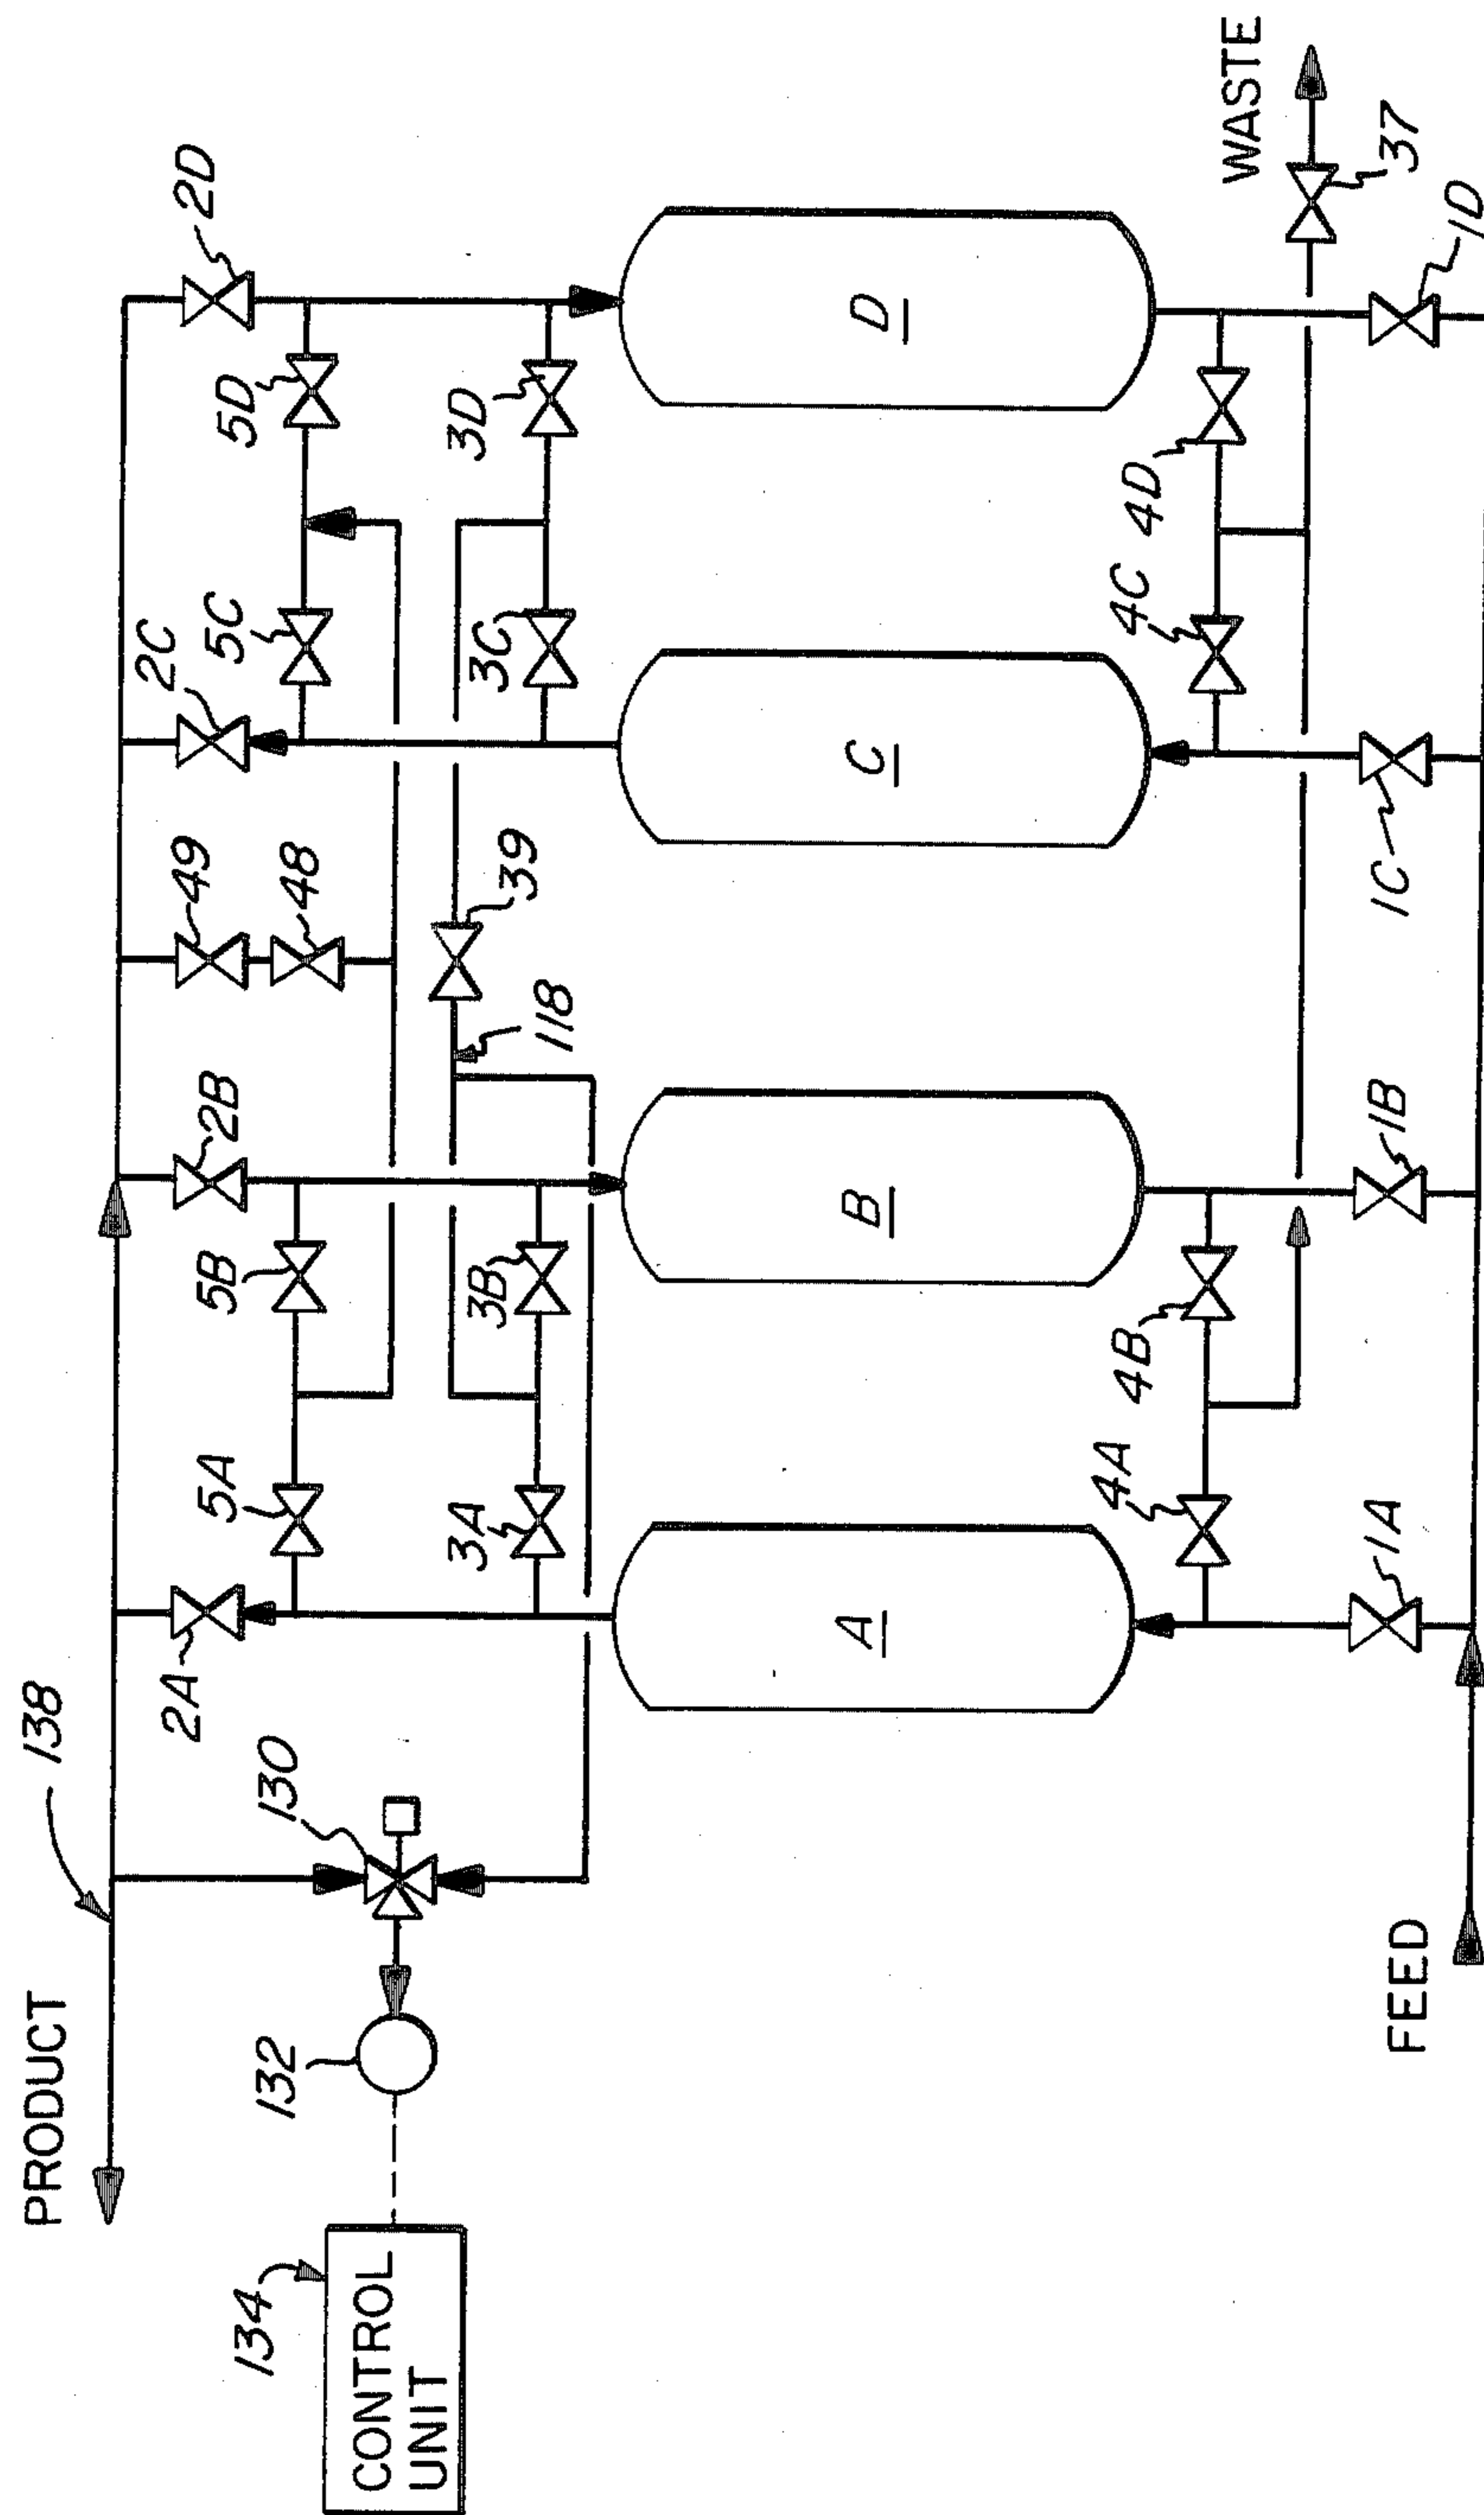 PRODUCT
138
2A
5A
5B
2B
49
48
2C
5C
5D
2D
134
CONTROL
UNIT
132
130
3A
3B
118
39
3C
3D
A
B
C
D
4A
4B
4C
4D
WASTE
37
FEED
1A
1B
1C
1D